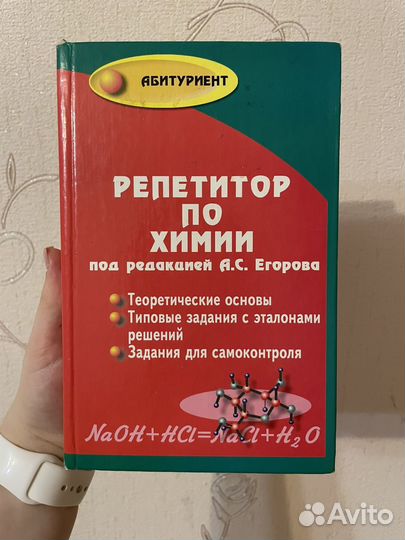 АБИТУРИЕНТ
РЕПЕТИТОР
ПО
ХИМИИ
под редакцией А.С. Егорова
Теоретические основы
Типовые задания с эталонами
решений
Задания для самоконтроля
NaOH+HCl=NaCl+H₂O
Avito